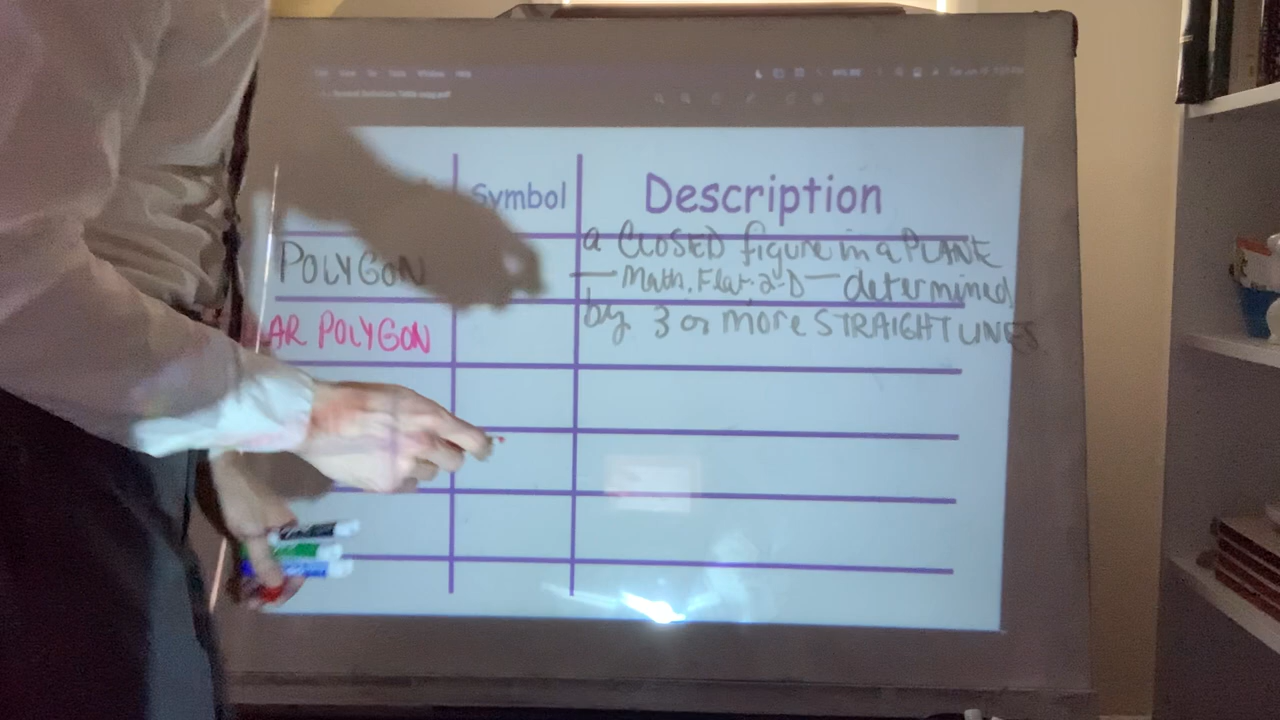 Symbol Description
POLYGON
a CLOSED figure in a PLANE
— Math, Flat, 2-D — determined
by 3 or more STRAIGHT LINES
AR POLYGON